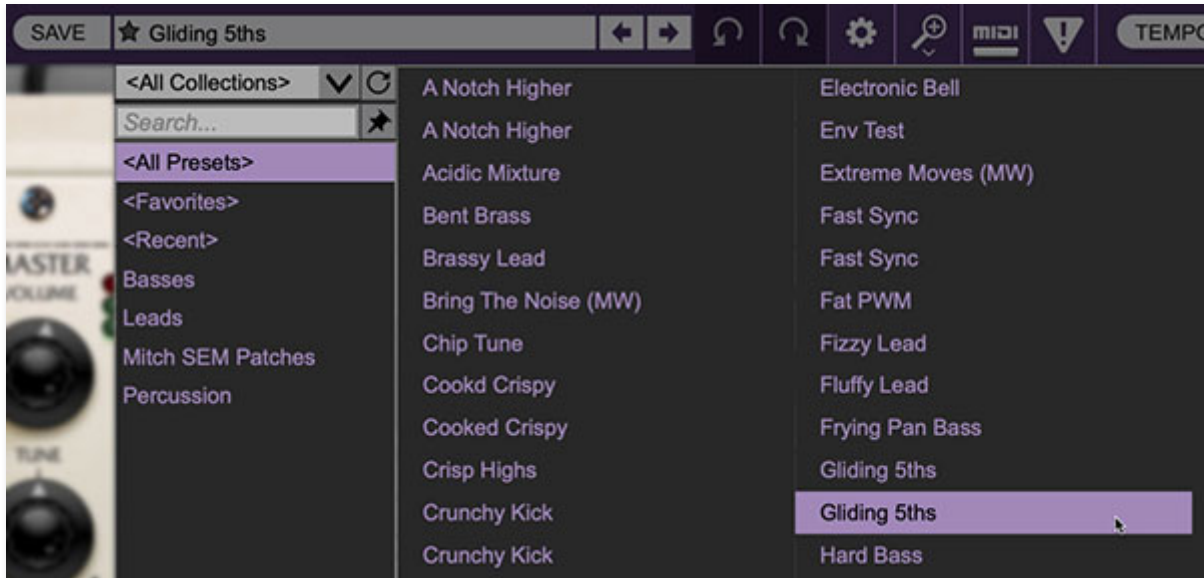 SAVE
Gliding 5ths
MIDI
TEMPO
<All Collections>
Search...
<All Presets>
<Favorites>
<Recent>
Basses
Leads
Mitch SEM Patches
Percussion
A Notch Higher
A Notch Higher
Acidic Mixture
Bent Brass
Brassy Lead
Bring The Noise (MW)
Chip Tune
Cookd Crispy
Cooked Crispy
Crisp Highs
Crunchy Kick
Crunchy Kick
Electronic Bell
Env Test
Extreme Moves (MW)
Fast Sync
Fast Sync
Fat PWM
Fizzy Lead
Fluffy Lead
Frying Pan Bass
Gliding 5ths
Gliding 5ths
Hard Bass
VOLUME
TUNE